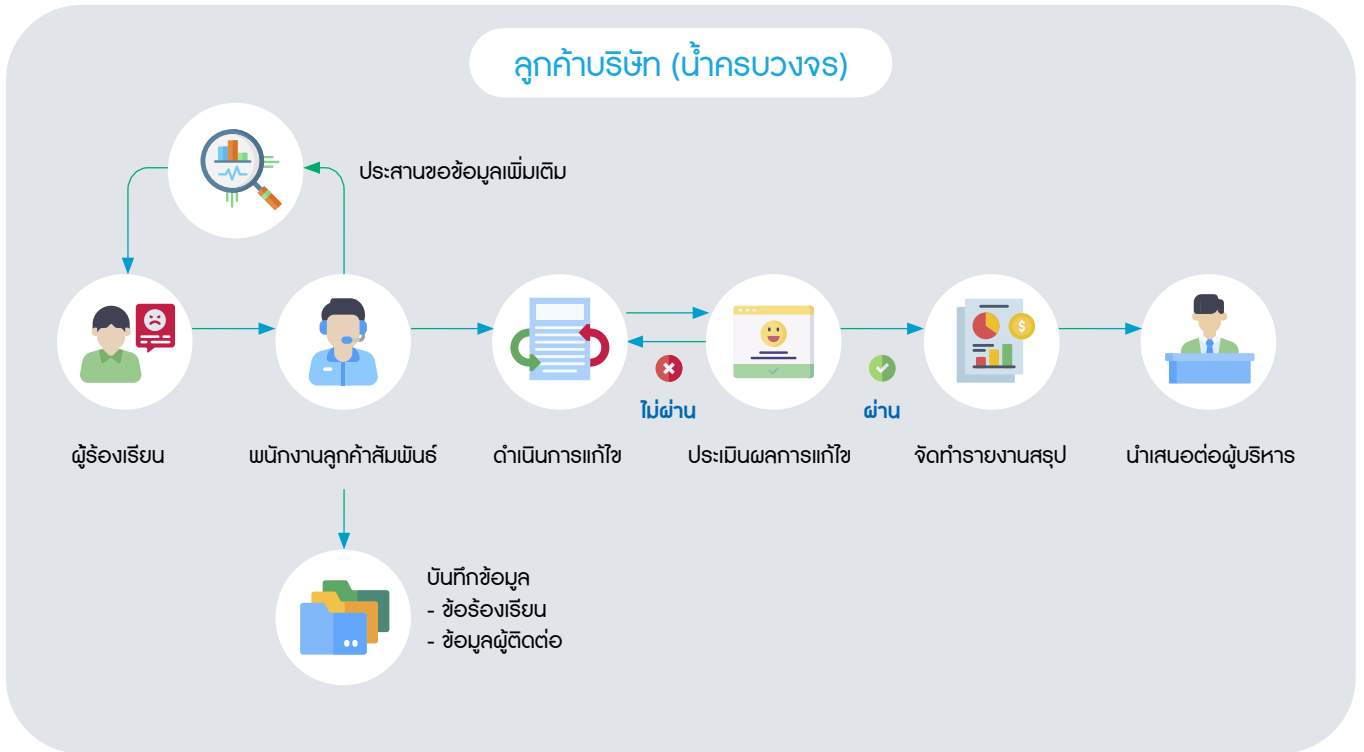 ลูกค้าบริษัท (น้ำครบวงจร)
ประสานขอข้อมูลเพิ่มเติม
$
ไม่ผ่าน
ผ่าน
ผู้ร้องเรียน
พนักงานลูกค้าสัมพันธ์
ดำเนินการแก้ไข
ประเมินผลการแก้ไข
จัดทำรายงานสรุป
นำเสนอต่อผู้บริหาร
บันทึกข้อมูล
- ข้อร้องเรียน
- ข้อมูลผู้ติดต่อ